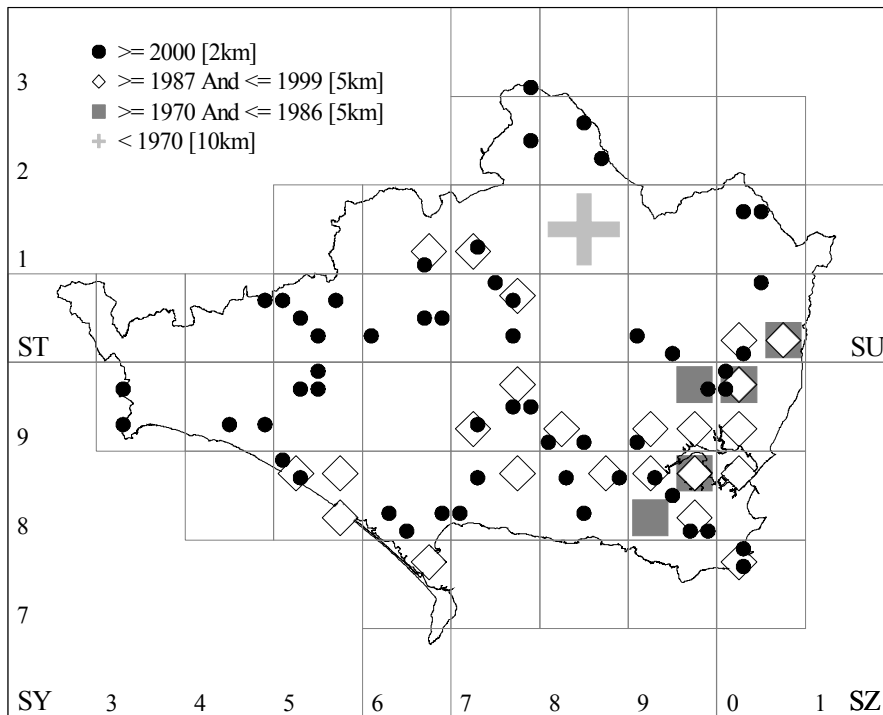 >= 2000 [2km]
>= 1987 And <= 1999 [5km]
>= 1970 And <= 1986 [5km]
< 1970 [10km]
3
2
1
ST SU
9
8
7
SY 3 4 5 6 7 8 9 0 1 SZ